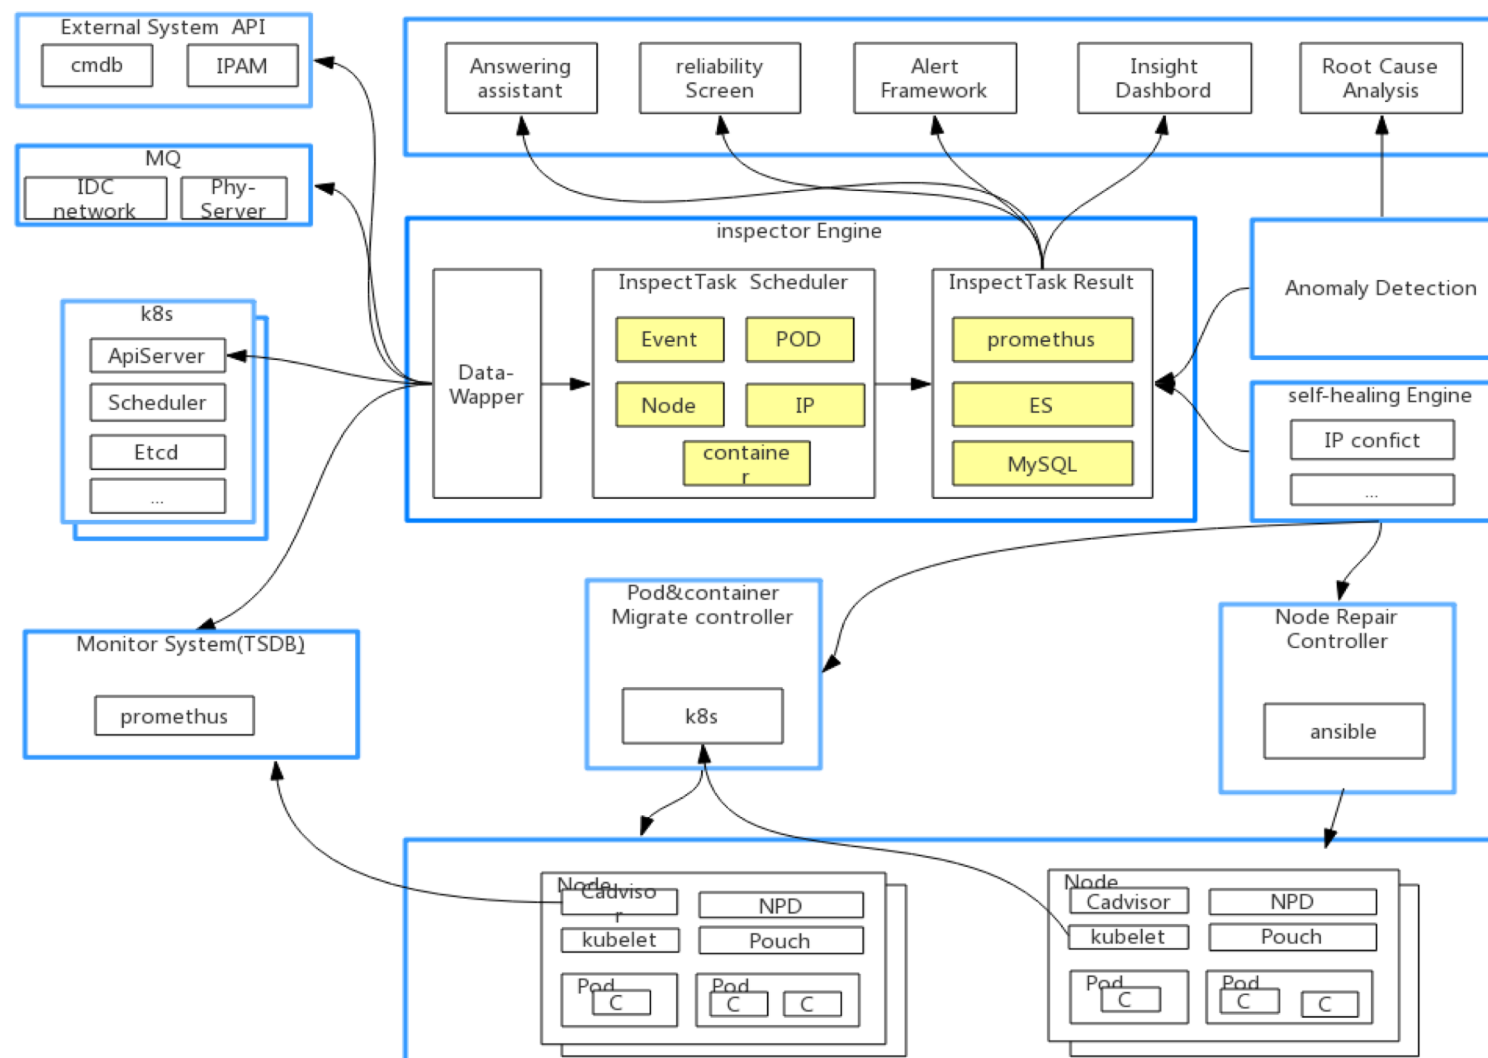 External System  API
cmdb
IPAM
Answering
assistant
reliability
Screen
Alert
Framework
Insight
Dashbord
Root Cause
Analysis
MQ
IDC
network
Phy-
Server
inspector Engine
k8s
ApiServer
Scheduler
Etcd
...
Data-
Wapper
InspectTask  Scheduler
Event
POD
Node
IP
containe
r
InspectTask Result
promethus
ES
MySQL
Anomaly Detection
self-healing Engine
IP confict
...
Monitor System(TSDB)
promethus
Pod&container
Migrate controller
k8s
Node Repair
Controller
ansible
Node
Cadviso
r
NPD
kubelet
Pouch
Pod
C
Pod
C
C
Node
Cadvisor
NPD
kubelet
Pouch
Pod
C
Pod
C
C